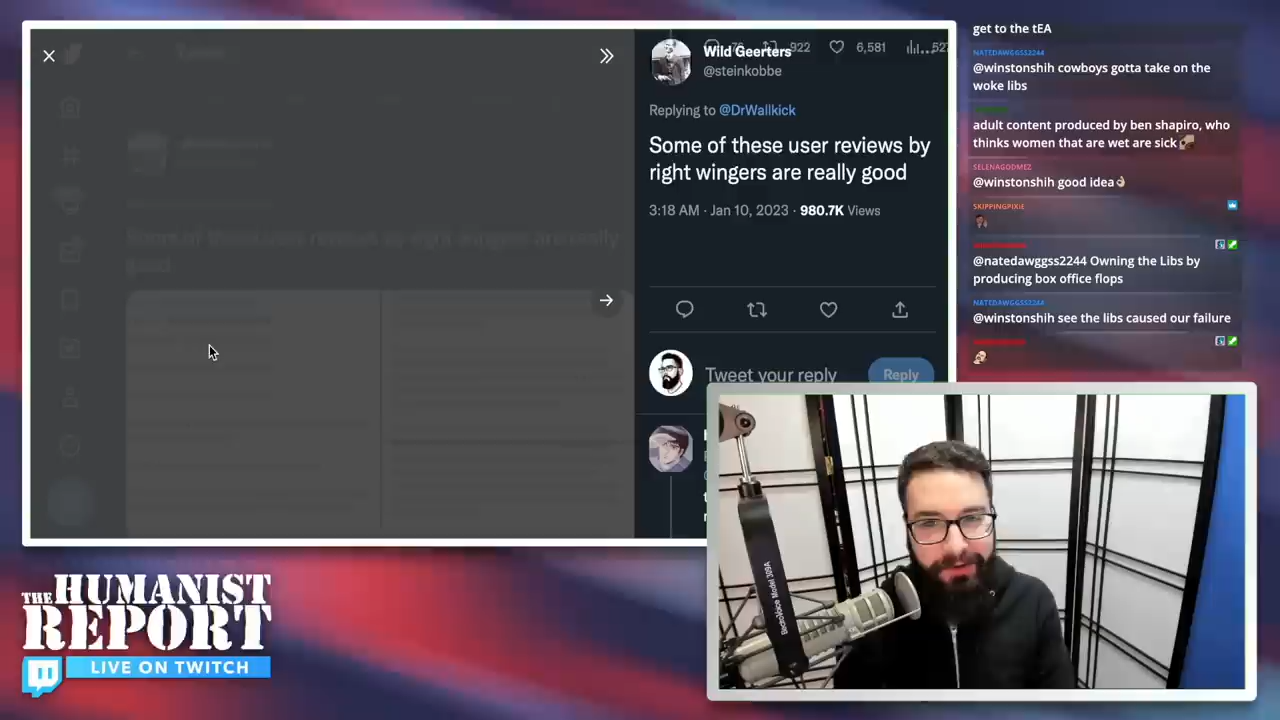 Wild Geerters
@steinkobbe
922
6,581
Replying to @DrWallkick
Some of these user reviews by
right wingers are really good
3:18 AM · Jan 10, 2023 · 980.7K Views
Tweet your reply
Reply
get to the tEA
NATEDAWGGSS2244
@winstonshih cowboys gotta take on the
woke libs
adult content produced by ben shapiro, who
thinks women that are wet are sick
SELENAGODMEZ
@winstonshih good idea
SKIPPINGPIXIE
@natedawggss2244 Owning the Libs by
producing box office flops
NATEDAWGGSS2244
@winstonshih see the libs caused our failure
THE HUMANIST
REPORT
LIVE ON TWITCH